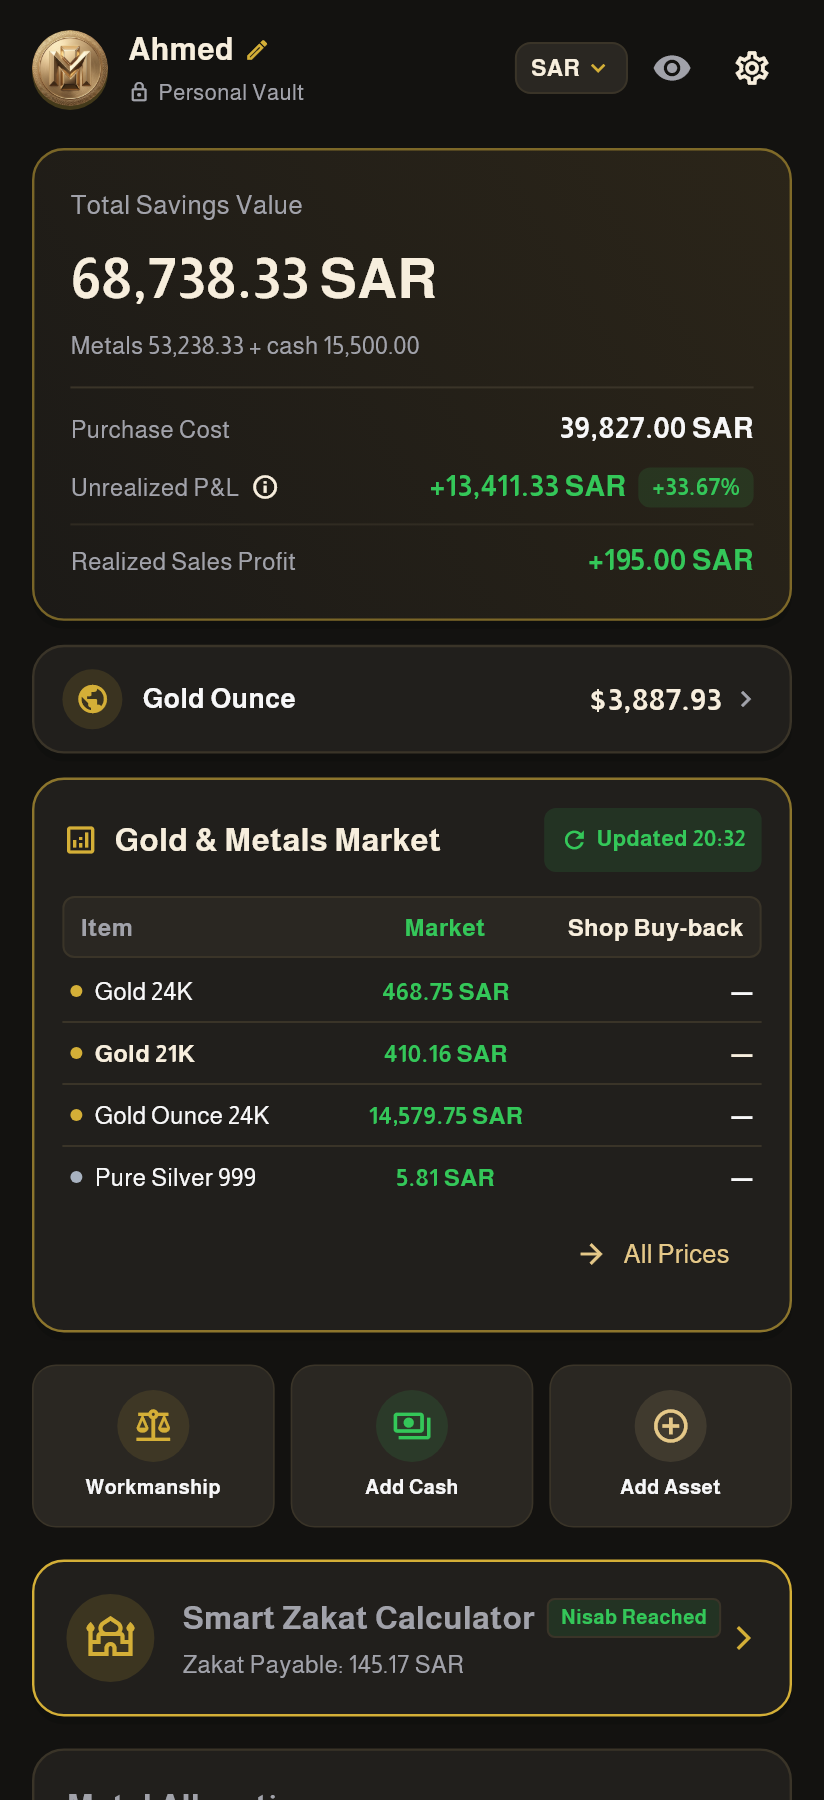 Ahmed
Personal Vault
SAR
Total Savings Value
68,738.33 SAR
Metals 53,238.33 + cash 15,500.00
Purchase Cost 39,827.00 SAR
Unrealized P&L +13,411.33 SAR +33.67%
Realized Sales Profit +195.00 SAR
Gold Ounce $3,887.93
Gold & Metals Market Updated 20:32
Item Market Shop Buy-back
Gold 24K 468.75 SAR —
Gold 21K 410.16 SAR —
Gold Ounce 24K 14,579.75 SAR —
Pure Silver 999 5.81 SAR —
All Prices
Workmanship Add Cash Add Asset
Smart Zakat Calculator Nisab Reached
Zakat Payable: 145.17 SAR